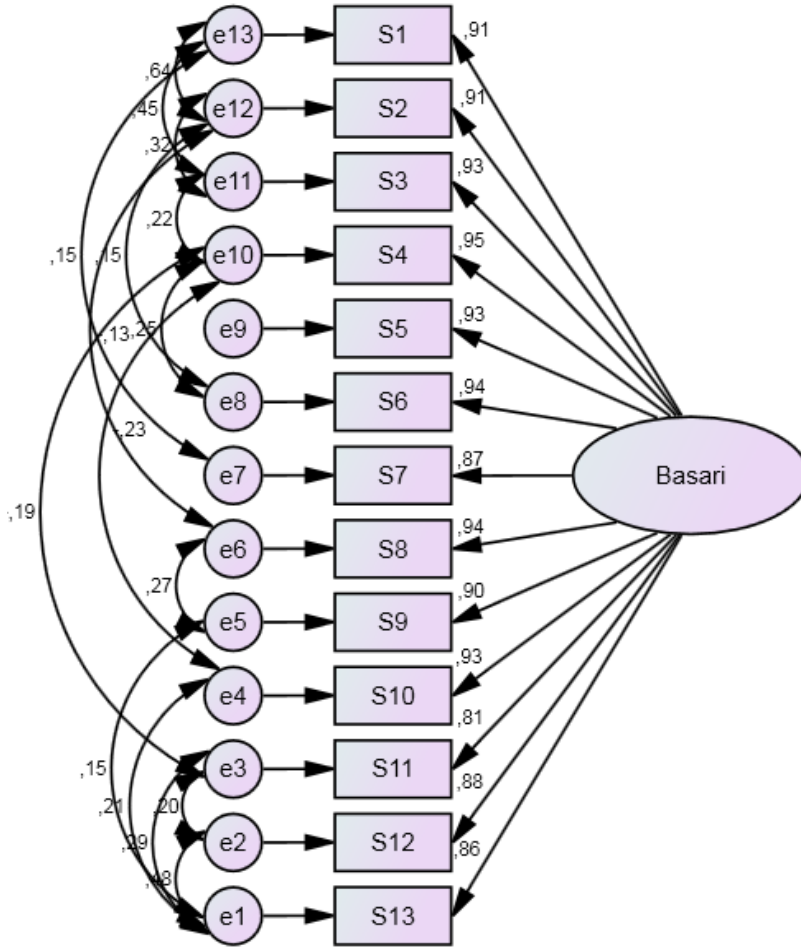 e13 S1 ,91
,64
e12 S2 ,91
,45
,32
e11 S3 ,93
,22
e10 S4 ,95
,15 ,15
e9 S5 ,93
-,13 ,25
e8 S6 ,94
-,23
e7 S7 ,87
Basari
-,19
e6 S8 ,94
,27
e5 S9 ,90
e4 S10 ,93
,15
e3 S11 ,81
,21 ,20
e2 S12 ,88
,29
,48
e1 S13 ,86